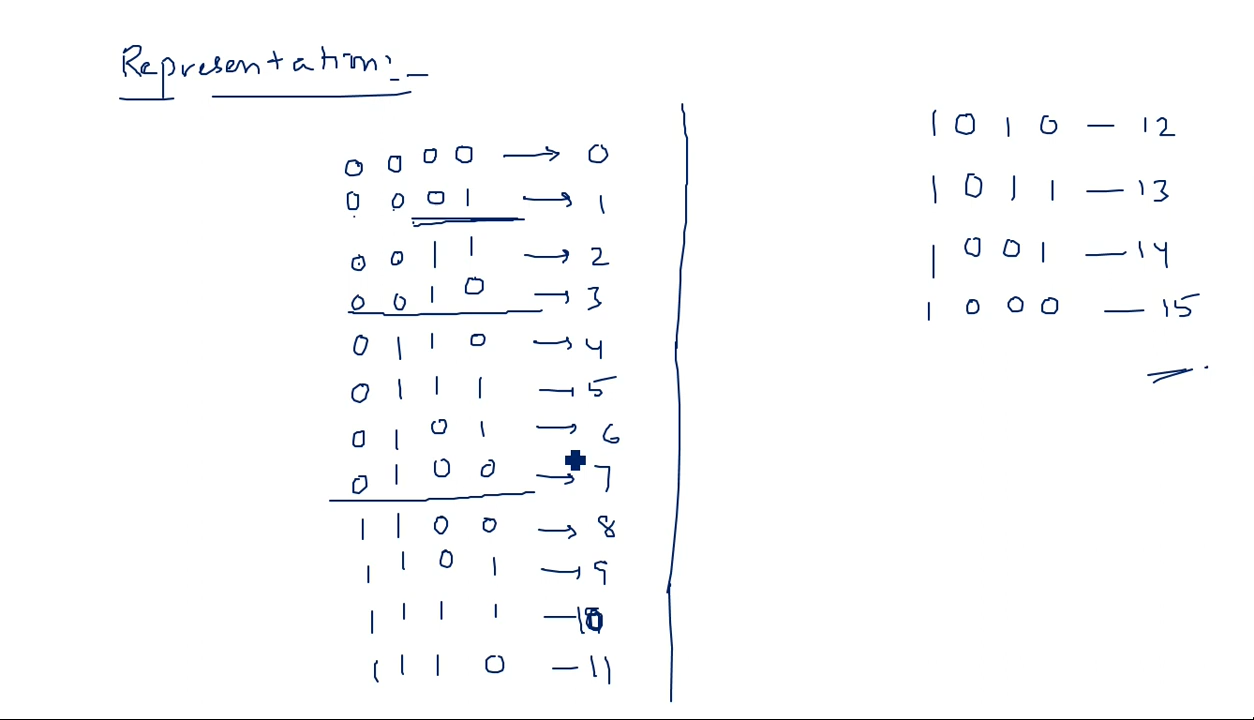 Representation:-
0 0 0 0 → 0
0 0 0 1 → 1
0 0 1 1 → 2
0 0 1 0 → 3
0 1 1 0 → 4
0 1 1 1 → 5
0 1 0 1 → 6
0 1 0 0 → 7
1 1 0 0 → 8
1 1 0 1 → 9
1 1 1 1 — 10
1 1 1 0 — 11
1 0 1 0 — 12
1 0 1 1 — 13
1 0 0 1 — 14
1 0 0 0 — 15